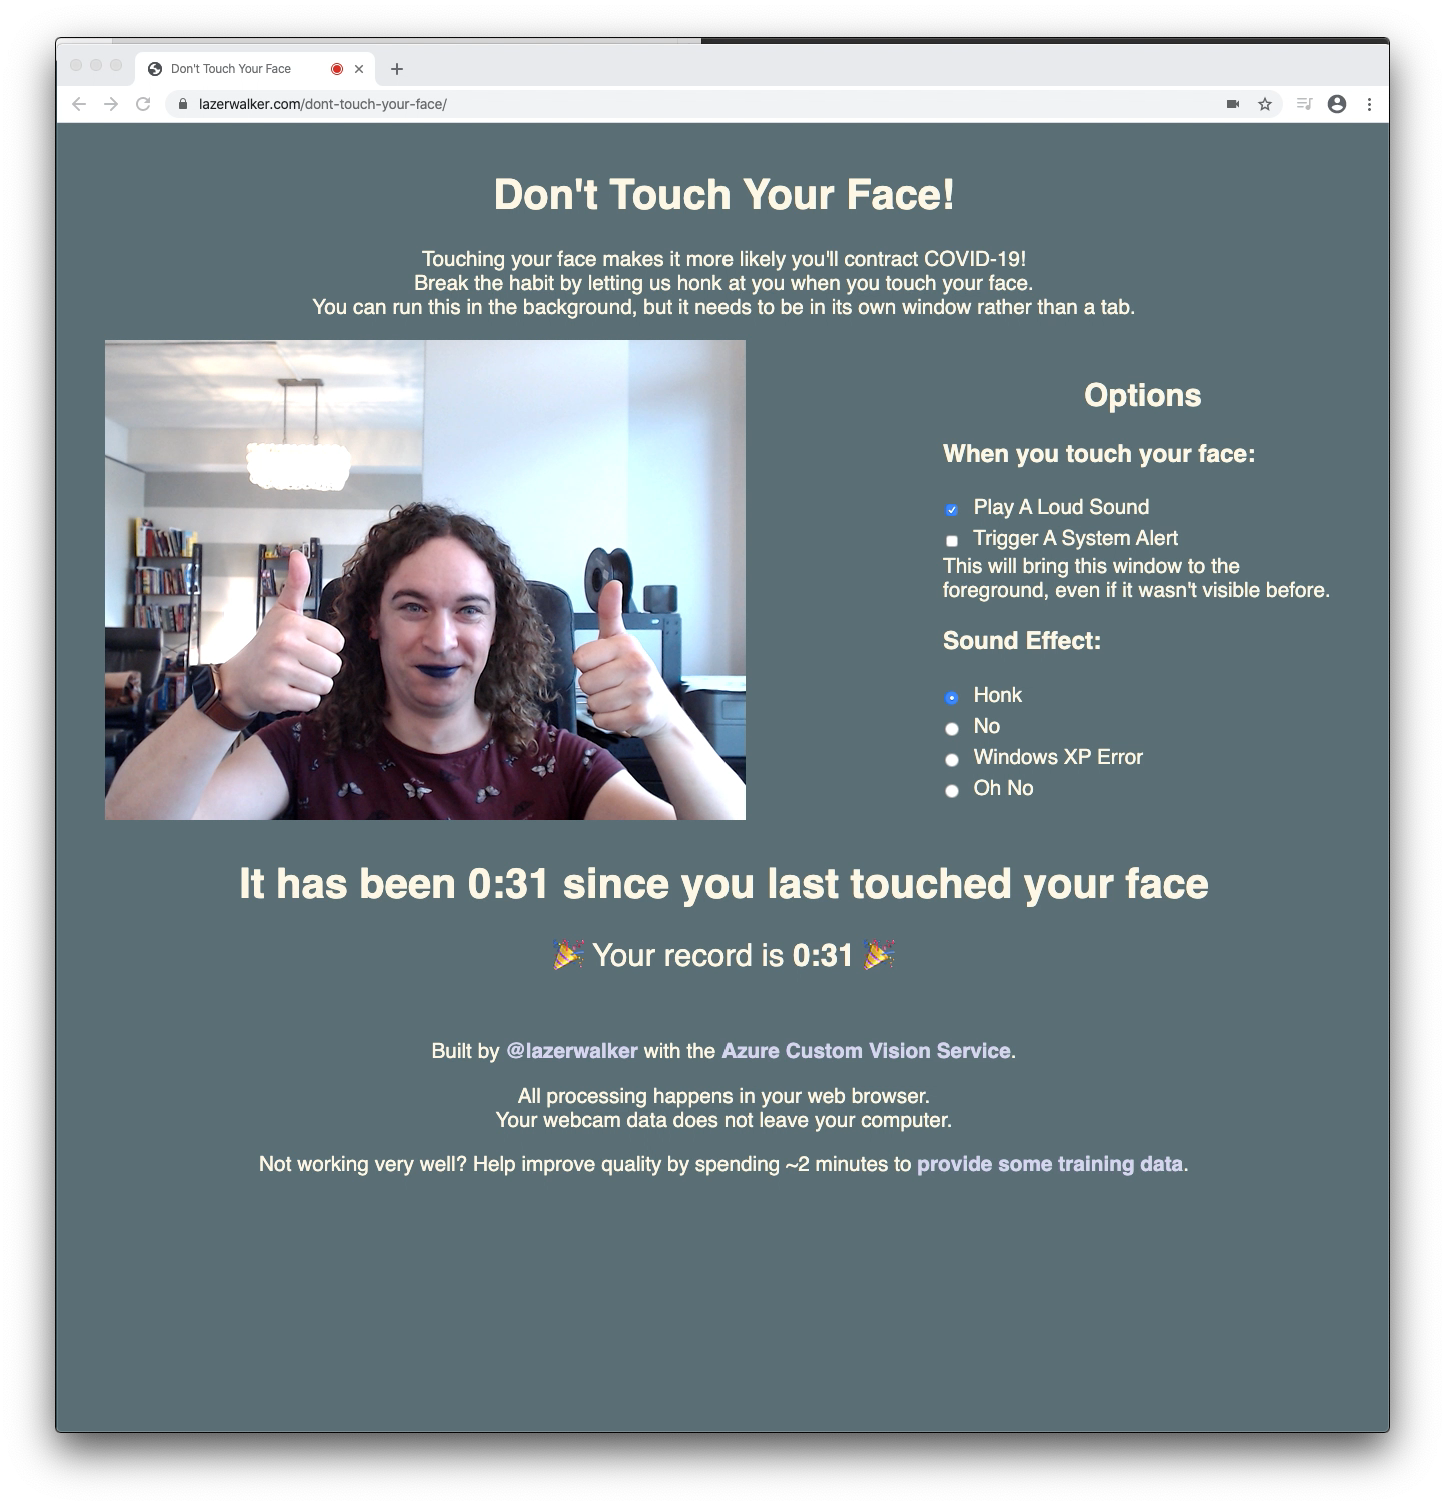 Don't Touch Your Face
lazerwalker.com/dont-touch-your-face/
Don't Touch Your Face!
Touching your face makes it more likely you'll contract COVID-19!
Break the habit by letting us honk at you when you touch your face.
You can run this in the background, but it needs to be in its own window rather than a tab.
Options
When you touch your face:
Play A Loud Sound
Trigger A System Alert
This will bring this window to the
foreground, even if it wasn't visible before.
Sound Effect:
Honk
No
Windows XP Error
Oh No
It has been 0:31 since you last touched your face
🎉 Your record is 0:31 🎉
Built by @lazerwalker with the Azure Custom Vision Service.
All processing happens in your web browser.
Your webcam data does not leave your computer.
Not working very well? Help improve quality by spending ~2 minutes to provide some training data.